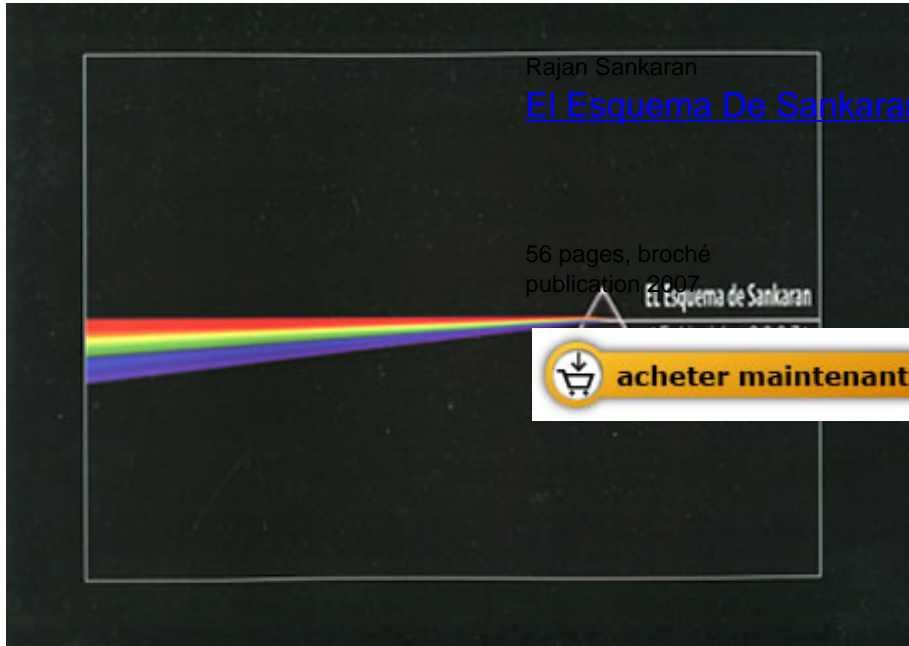 Rajan Sankaran
El Esquema De Sankaran
56 pages, broché
publication 2007
EL Esquema de Sankaran
acheter maintenant